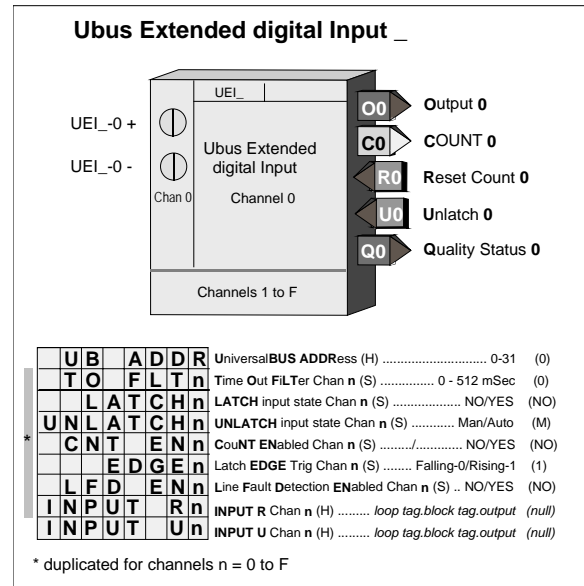 Ubus Extended digital Input _
UEI_
UEI_-0 +
UEI_-0 -
Chan 0
Ubus Extended
digital Input
Channel 0
Channels 1 to F
O0 Output 0
C0 COUNT 0
R0 Reset Count 0
U0 Unlatch 0
Q0 Quality Status 0
UB ADDR UniversalBUS ADDRess (H) .............................. 0-31 (0)
TO FLTn Time Out FiLTer Chan n (S) ............... 0 - 512 mSec (0)
LATCHn LATCH input state Chan n (S) ................... NO/YES (NO)
UNLATCHn UNLATCH input state Chan n (S) ............ Man/Auto (M)
CNT ENn CouNT ENabled Chan n (S) ........./............. NO/YES (NO)
EDGEn Latch EDGE Trig Chan n (S) ........ Falling-0/Rising-1 (1)
LFD ENn Line Fault Detection ENabled Chan n (S) .. NO/YES (NO)
INPUT Rn INPUT R Chan n (H) ......... loop tag.block tag.output (null)
INPUT Un INPUT U Chan n (H) ......... loop tag.block tag.output (null)
*
* duplicated for channels n = 0 to F